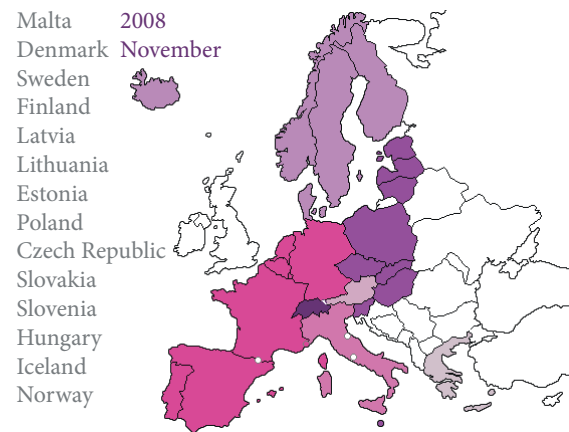 Malta 2008
Denmark November
Sweden
Finland
Latvia
Lithuania
Estonia
Poland
Czech Republic
Slovakia
Slovenia
Hungary
Iceland
Norway